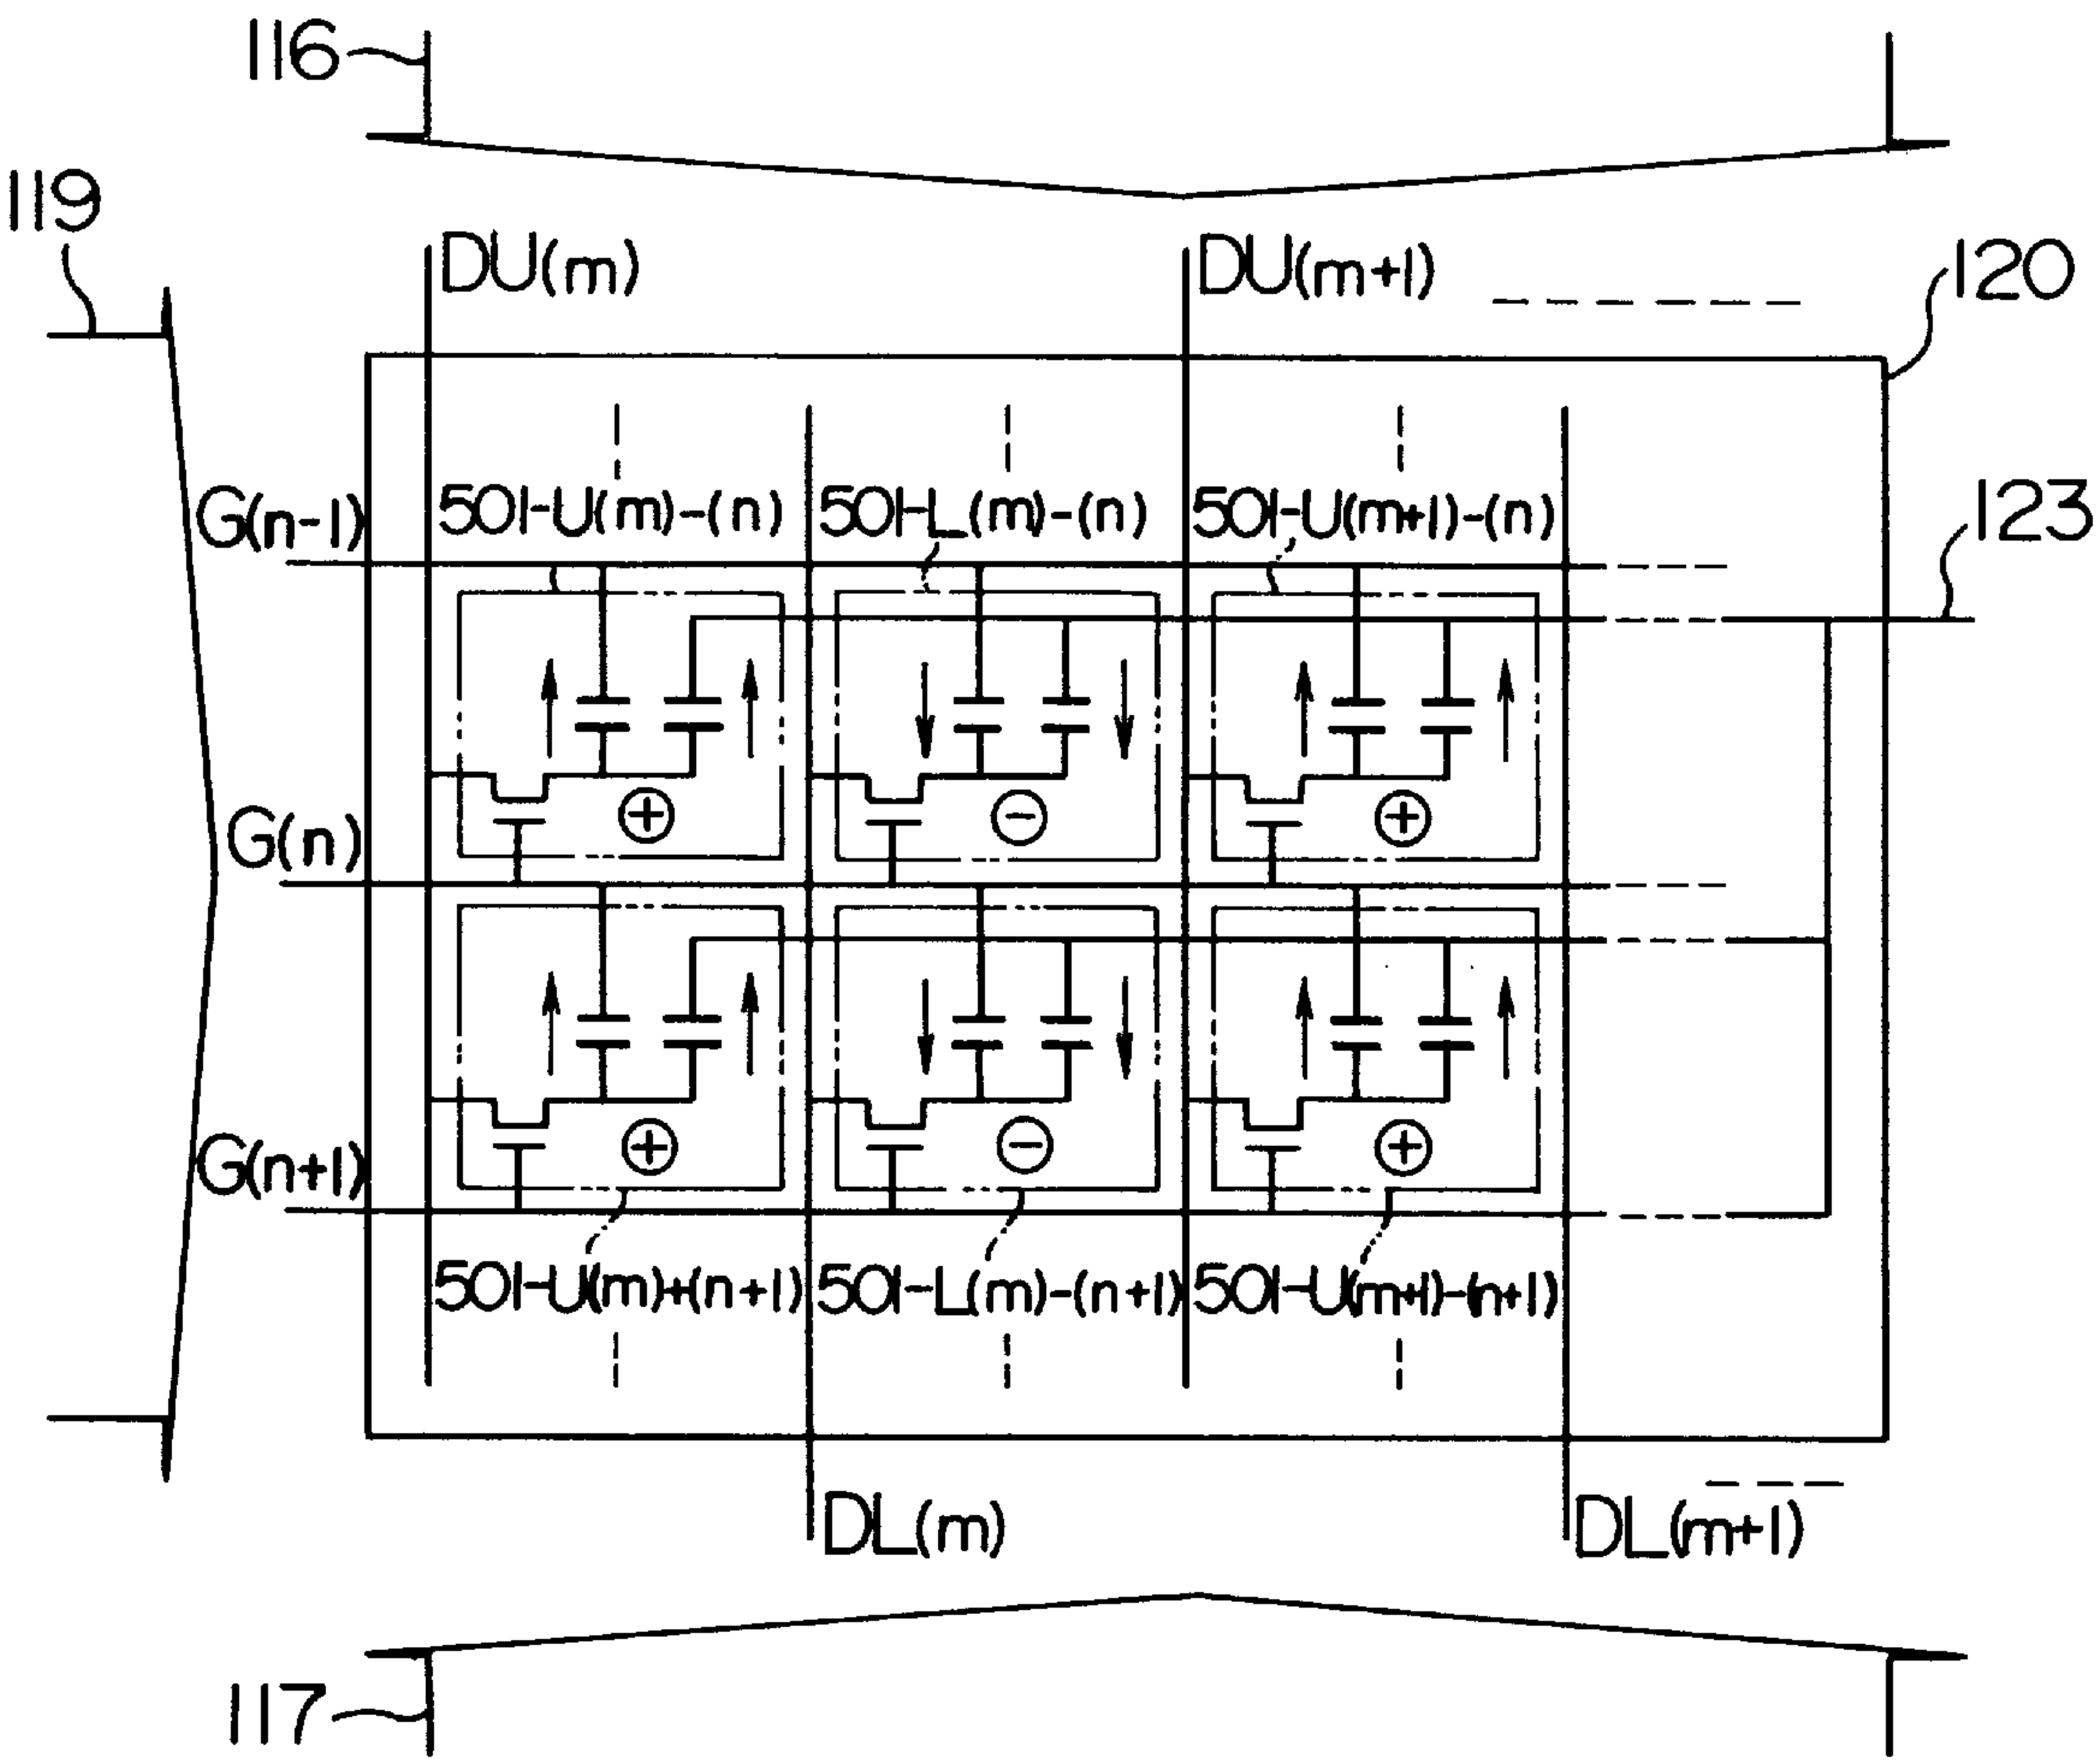 116
119
DU(m)
DU(m+1)
120
G(n-1)
501-U(m)-(n)
501-L(m)-(n)
501-U(m+1)-(n)
123
+
-
+
G(n)
+
-
+
G(n+1)
501-U(m)+(n+1)
501-L(m)-(n+1)
501-U(m+1)-(n+1)
DL(m)
DL(m+1)
117